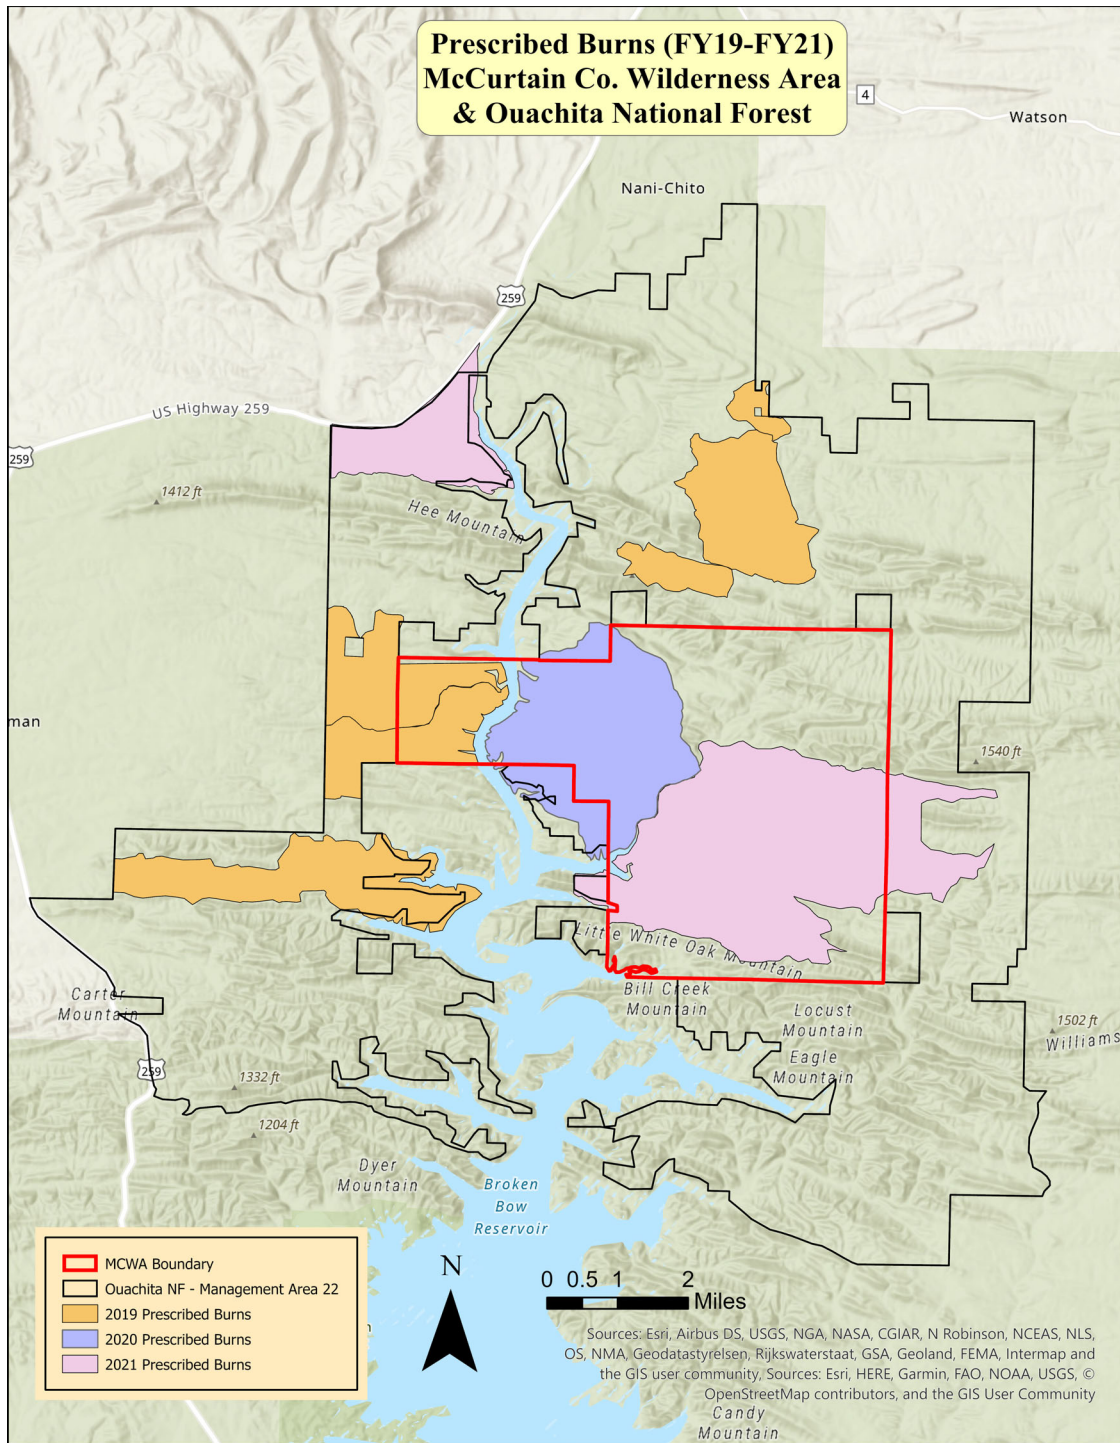 Prescribed Burns (FY19-FY21)
McCurtain Co. Wilderness Area
& Ouachita National Forest
4
Watson
Nani-Chito
259
US Highway 259
259
1412 ft
Hee Mountain
man
1540 ft
Little White Oak Mountain
Bill Creek
Mountain
Locust
Mountain
Carter
Mountain
1502 ft
Williams
Eagle
Mountain
259
1332 ft
1204 ft
Dyer
Mountain
Broken
Bow
Reservoir
MCWA Boundary
Ouachita NF - Management Area 22
2019 Prescribed Burns
2020 Prescribed Burns
2021 Prescribed Burns
N
0 0.5 1 2
Miles
Sources: Esri, Airbus DS, USGS, NGA, NASA, CGIAR, N Robinson, NCEAS, NLS,
OS, NMA, Geodatastyrelsen, Rijkswaterstaat, GSA, Geoland, FEMA, Intermap and
the GIS user community, Sources: Esri, HERE, Garmin, FAO, NOAA, USGS, ©
OpenStreetMap contributors, and the GIS User Community
Candy
Mountain